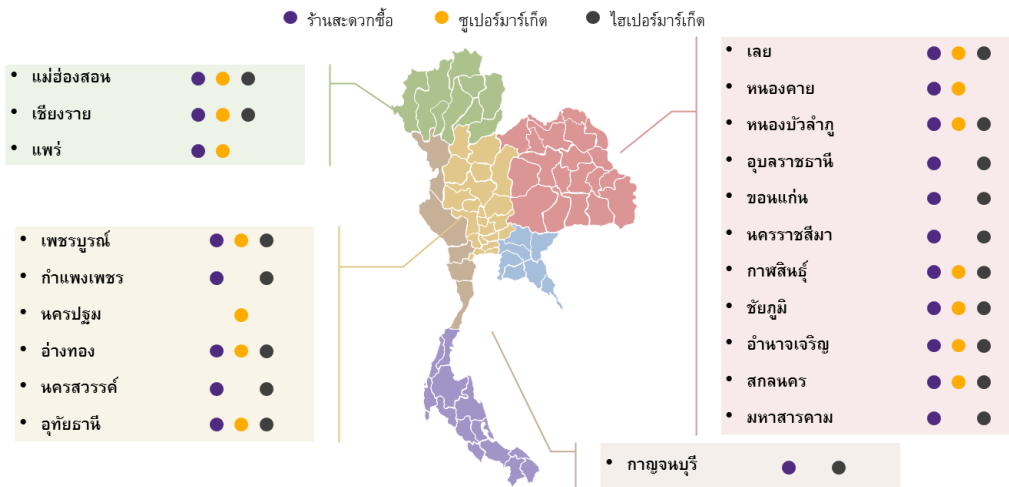 ร้านสะดวกซื้อ ซูเปอร์มาร์เก็ต ไฮเปอร์มาร์เก็ต
• แม่ฮ่องสอน
• เชียงราย
• แพร่
• เพชรบูรณ์
• กำแพงเพชร
• นครปฐม
• อ่างทอง
• นครสวรรค์
• อุทัยธานี
• เลย
• หนองคาย
• หนองบัวลำภู
อุบลราชธานี
• ขอนแก่น
• นครราชสีมา
• กาฬสินธุ์
• ชัยภูมิ
• อำนาจเจริญ
• สกลนคร
• มหาสารคาม
• กาญจนบุรี